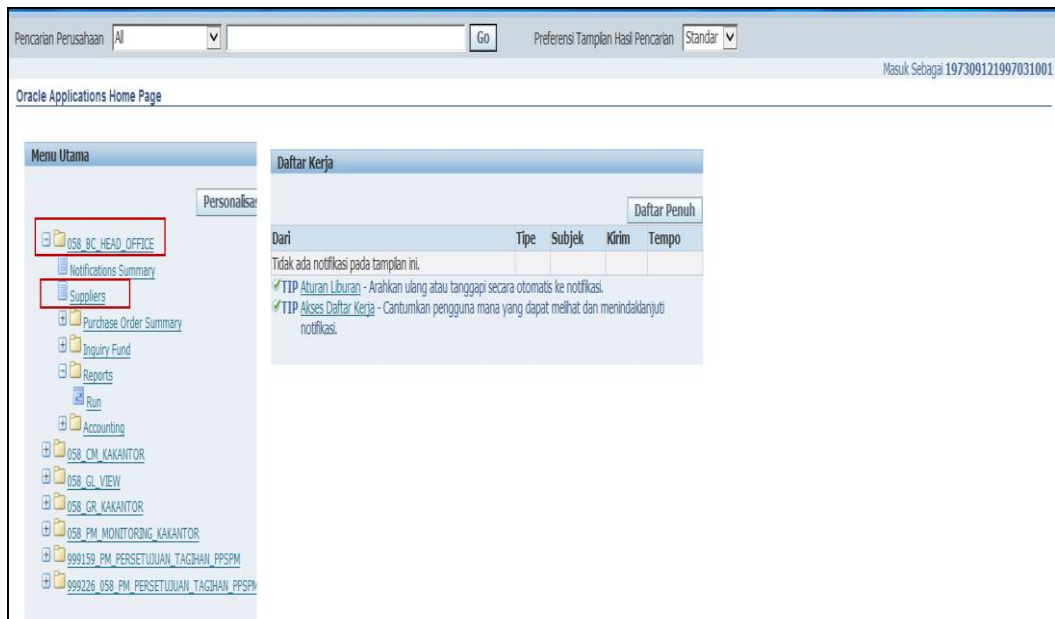 Pencarian Perusahaan All Go Preferensi Tampilan Hasil Pencarian Standar
Masuk Sebagai 197309121997031001
Oracle Applications Home Page
Menu Utama
Personalisas
058_BC_HEAD_OFFICE
Notifications Summary
Suppliers
Purchase Order Summary
Inquiry Fund
Reports
Run
Accounting
058_CM_KAKANTOR
058_GL_VIEW
058_GR_KAKANTOR
058_PM_MONITORING_KAKANTOR
999159_PM_PERSETUJUAN_TAGIHAN_PPSPM
999226_058_PM_PERSETUJUAN_TAGIHAN_PPSPM
Daftar Kerja
Daftar Penuh
Dari Tipe Subjek Kirim Tempo
Tidak ada notifikasi pada tampilan ini.
TIP Aturan Liburan - Arahkan ulang atau tanggapi secara otomatis ke notifikasi.
TIP Akses Daftar Kerja - Cantumkan pengguna mana yang dapat melihat dan menindaklanjuti
notifikasi.